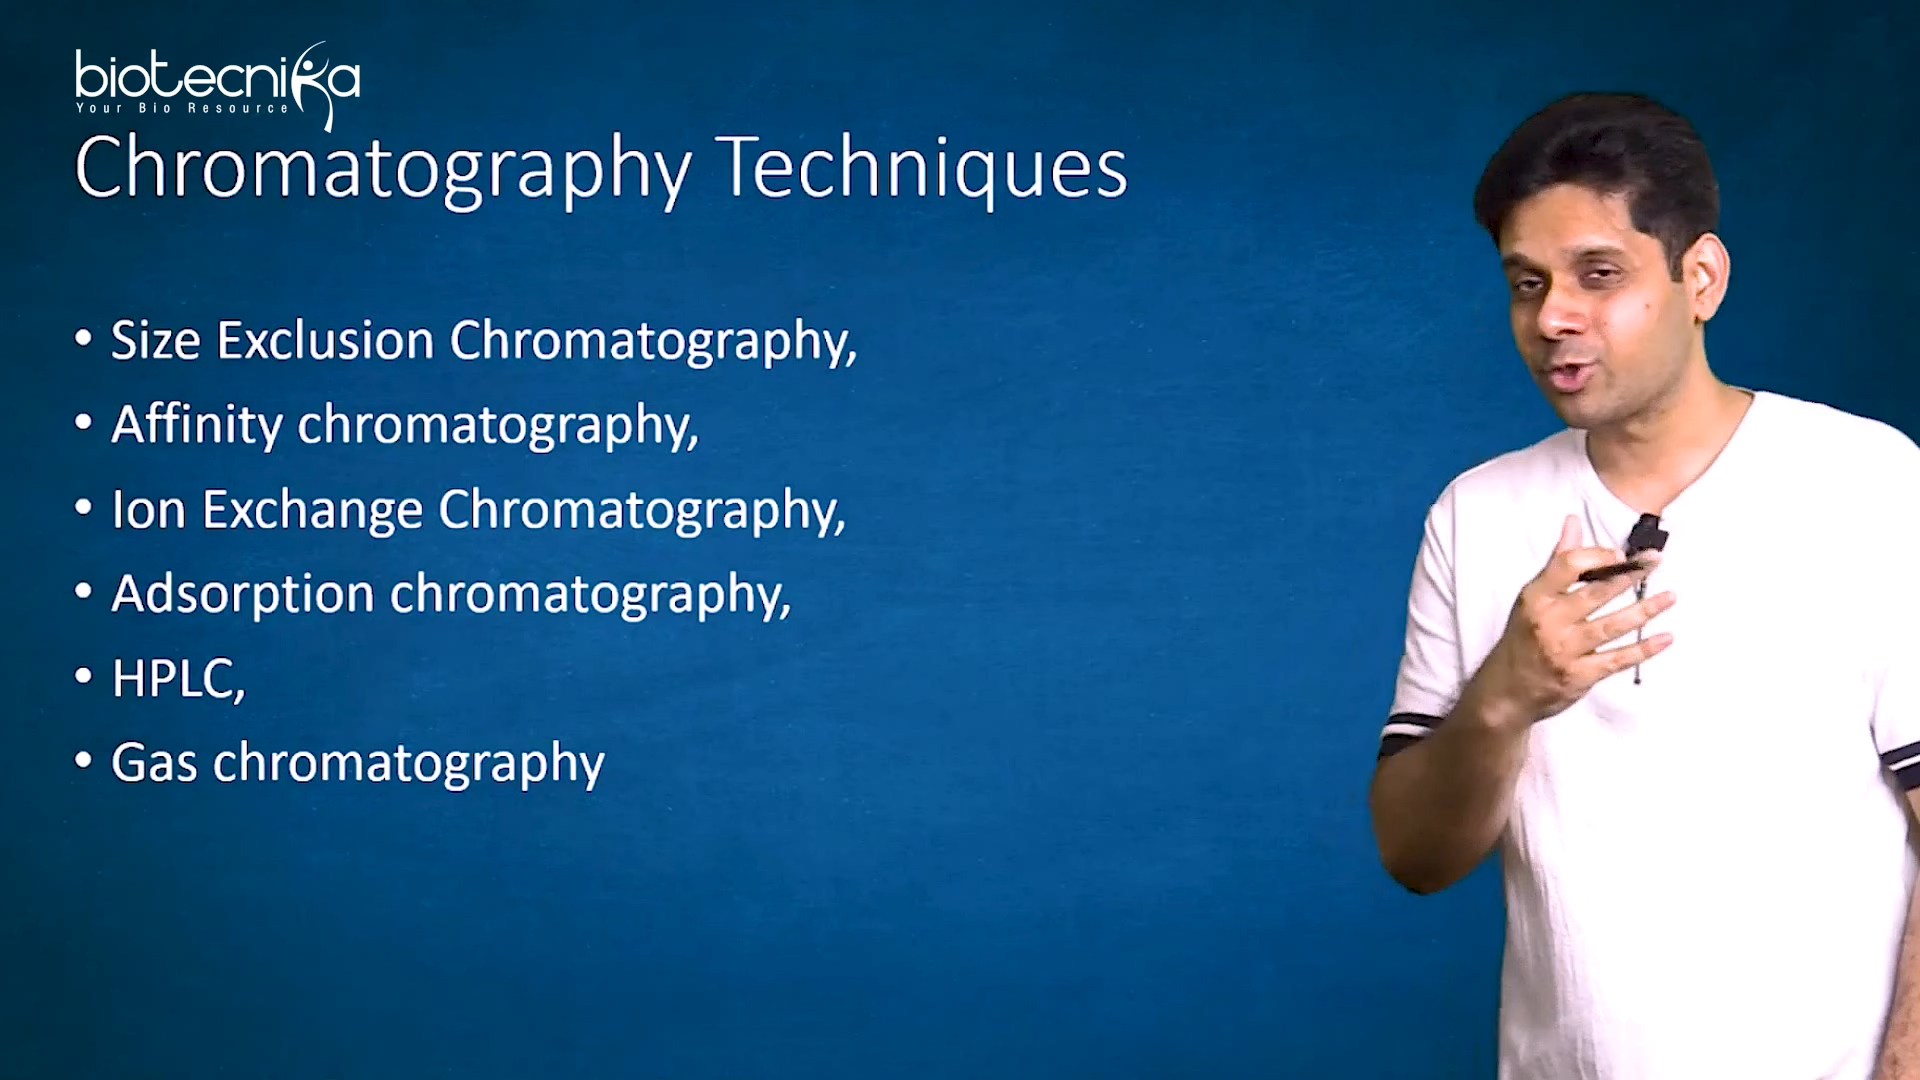 biotecnika
Your Bio Resource
Chromatography Techniques
• Size Exclusion Chromatography,
• Affinity chromatography,
• Ion Exchange Chromatography,
• Adsorption chromatography,
• HPLC,
• Gas chromatography